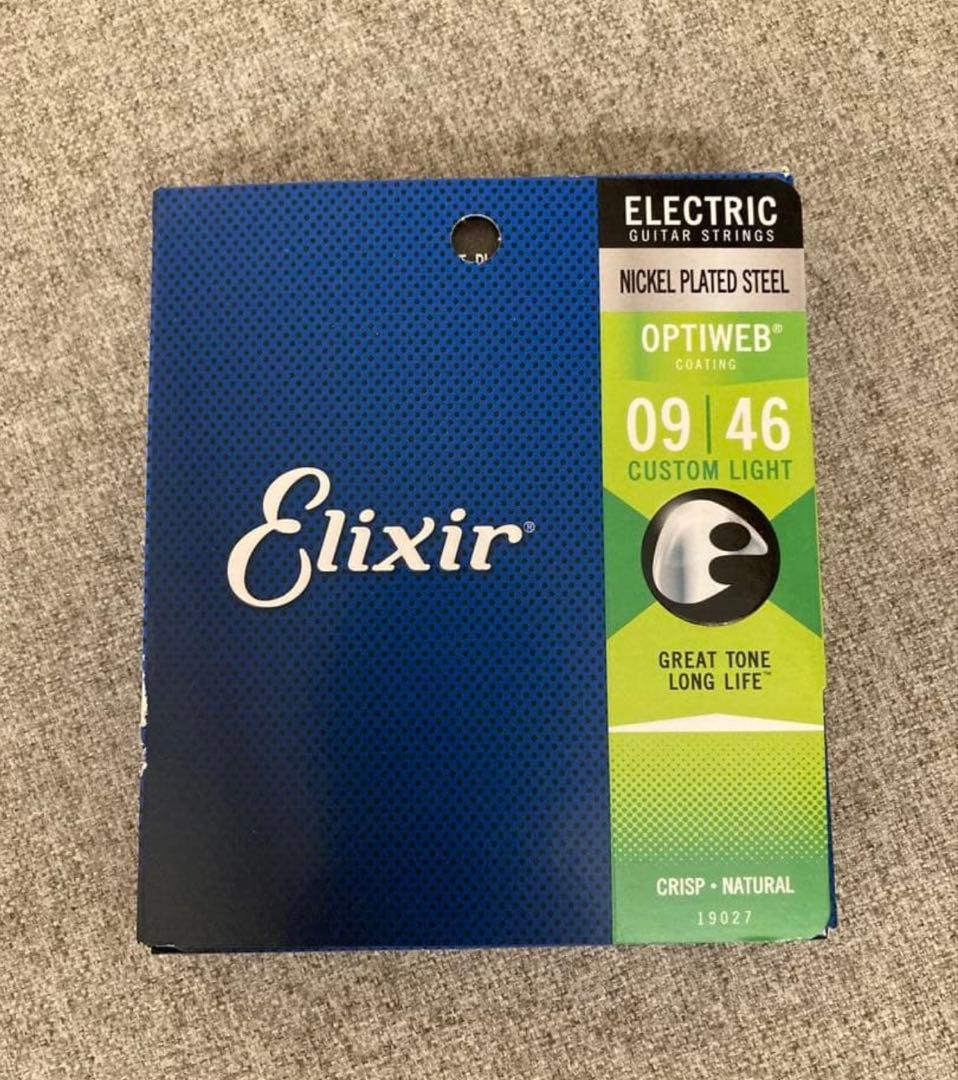 ELECTRIC
GUITAR STRINGS
NICKEL PLATED STEEL
OPTIWEB®
COATING
09 | 46
CUSTOM LIGHT
Elixir®
GREAT TONE
LONG LIFE™
CRISP • NATURAL
19027